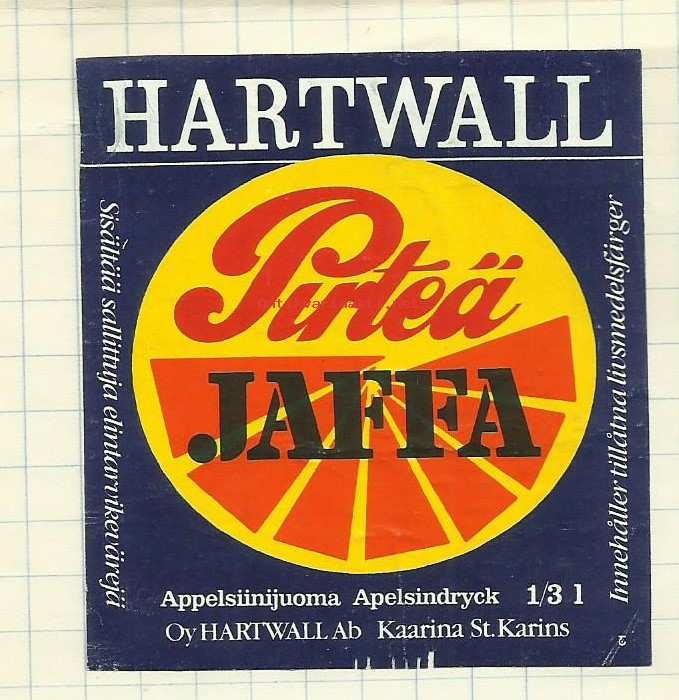 HARTWALL
Sisältää sallittuja elintarvikevärejä
Pirteä
JAFFA
Innehåller tillåtna livsmedelsfärger
Appelsiinijuoma Apelsindryck 1/3 l
Oy HARTWALL Ab Kaarina St.Karins
2